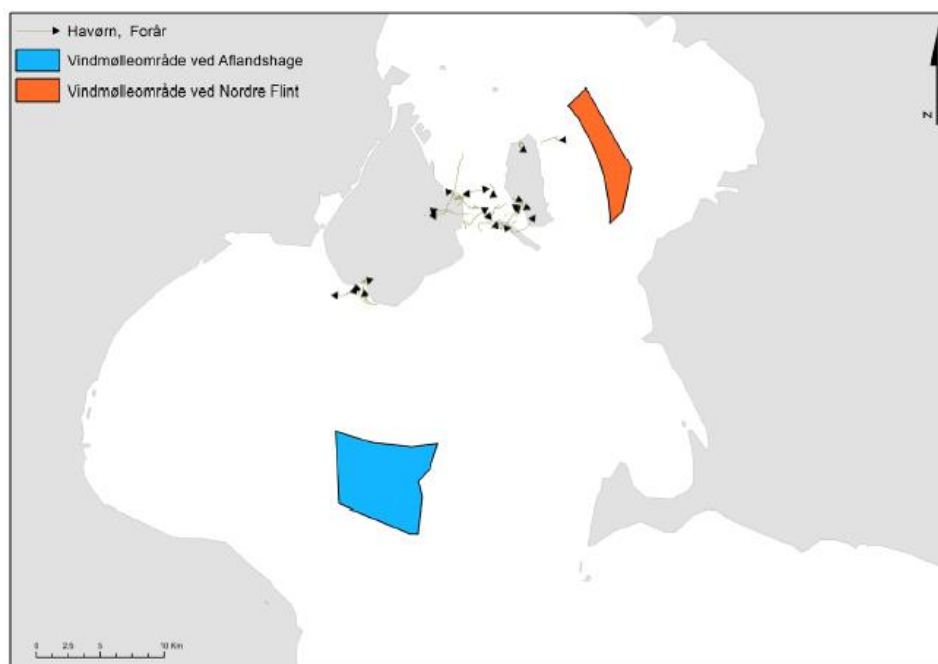 Havørn, Forår
Vindmølleområde ved Aflandshage
Vindmølleområde ved Nordre Flint
N
0 2.5 5 10 Km